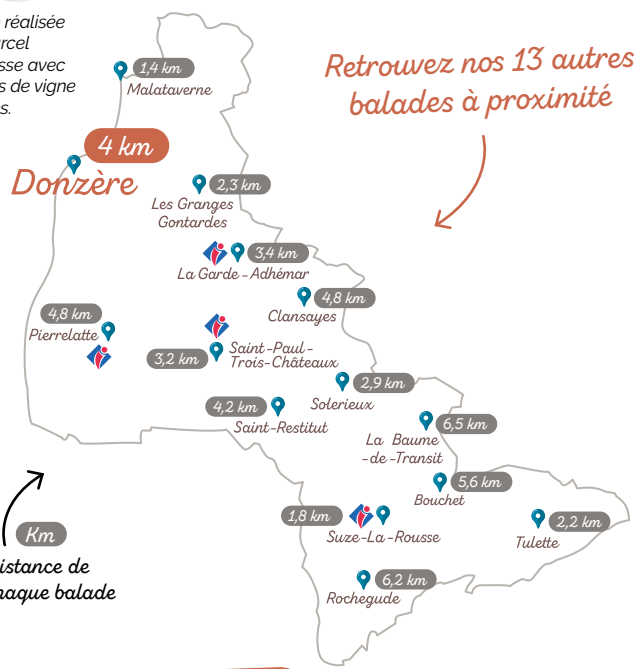 réalisée
sse avec
s de vigne
Retrouvez nos 13 autres
balades à proximité
1,4 km
Malataverne
4 km
Donzère
2,3 km
Les Granges
Gontardes
3,4 km
La Garde-Adhémar
4,8 km
Clansayes
4,8 km
Pierrelatte
3,2 km
Saint-Paul-
Trois-Châteaux
2,9 km
Solerieux
4,2 km
Saint-Restitut
6,5 km
La Baume
-de-Transit
5,6 km
Bouchet
1,8 km
Suze-La-Rousse
2,2 km
Tulette
6,2 km
Rochegude
Km
istance de
haque balade